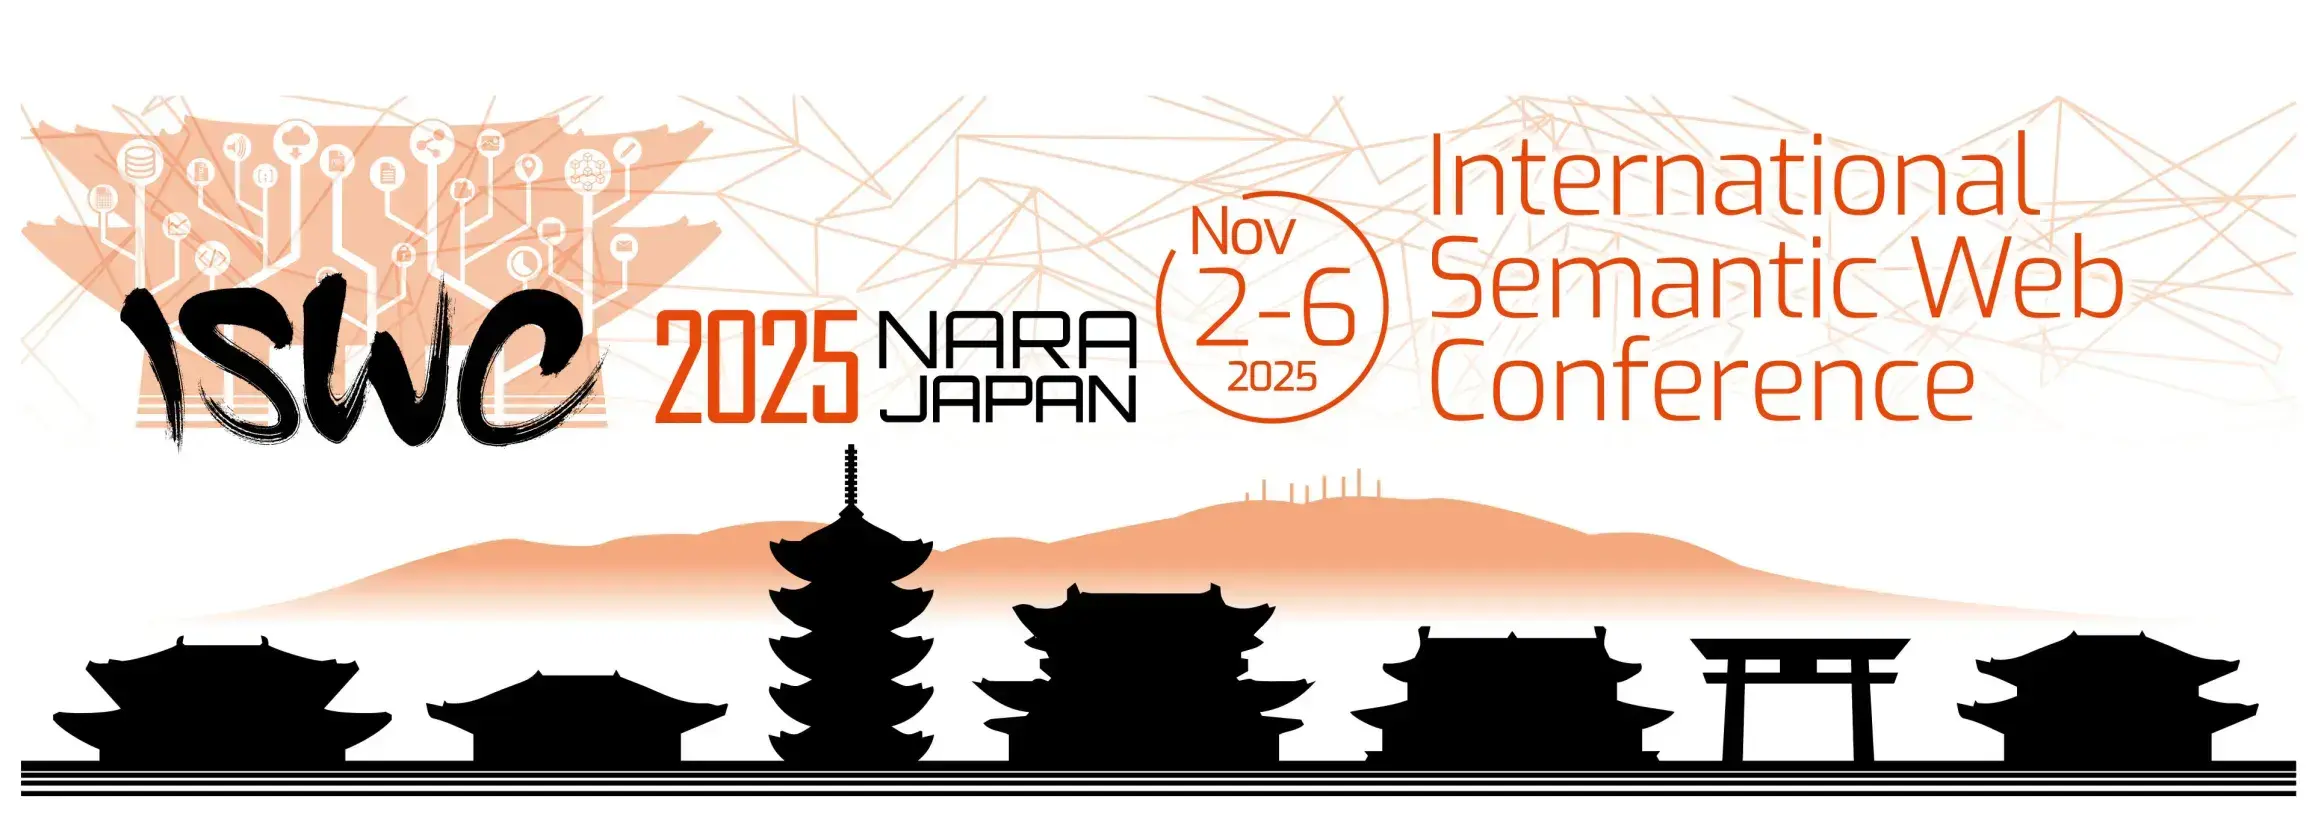 ISWC
2025
NARA
JAPAN
Nov
2-6
2025
International
Semantic Web
Conference